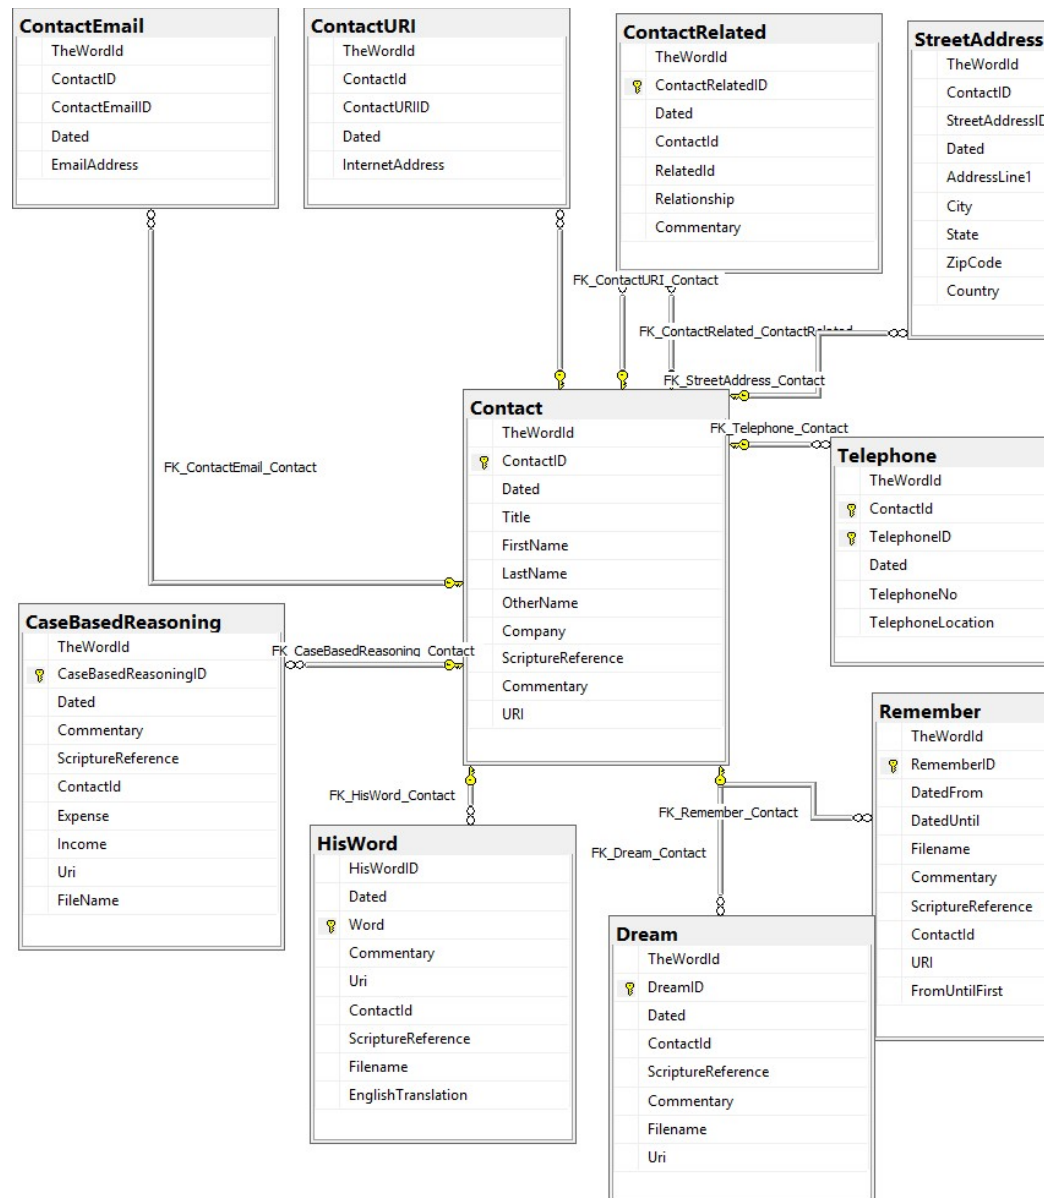 ContactEmail
TheWordId
ContactID
ContactEmailID
Dated
EmailAddress
ContactURI
TheWordId
ContactId
ContactURIID
Dated
InternetAddress
ContactRelated
TheWordId
ContactRelatedID
Dated
ContactId
RelatedId
Relationship
Commentary
StreetAddress
TheWordId
ContactID
StreetAddressID
Dated
AddressLine1
City
State
ZipCode
Country
FK_ContactURI_Contact
FK_ContactRelated_ContactRelated
FK_StreetAddress_Contact
FK_Telephone_Contact
FK_ContactEmail_Contact
Contact
TheWordId
ContactID
Dated
Title
FirstName
LastName
OtherName
Company
ScriptureReference
Commentary
URI
Telephone
TheWordId
ContactId
TelephoneID
Dated
TelephoneNo
TelephoneLocation
CaseBasedReasoning
TheWordId
CaseBasedReasoningID
Dated
Commentary
ScriptureReference
ContactId
Expense
Income
Uri
FileName
FK_CaseBasedReasoning_Contact
FK_HisWord_Contact
FK_Remember_Contact
FK_Dream_Contact
Remember
TheWordId
RememberID
DatedFrom
DatedUntil
Filename
Commentary
ScriptureReference
ContactId
URI
FromUntilFirst
HisWord
HisWordID
Dated
Word
Commentary
Uri
ContactId
ScriptureReference
Filename
EnglishTranslation
Dream
TheWordId
DreamID
Dated
ContactId
ScriptureReference
Commentary
Filename
Uri